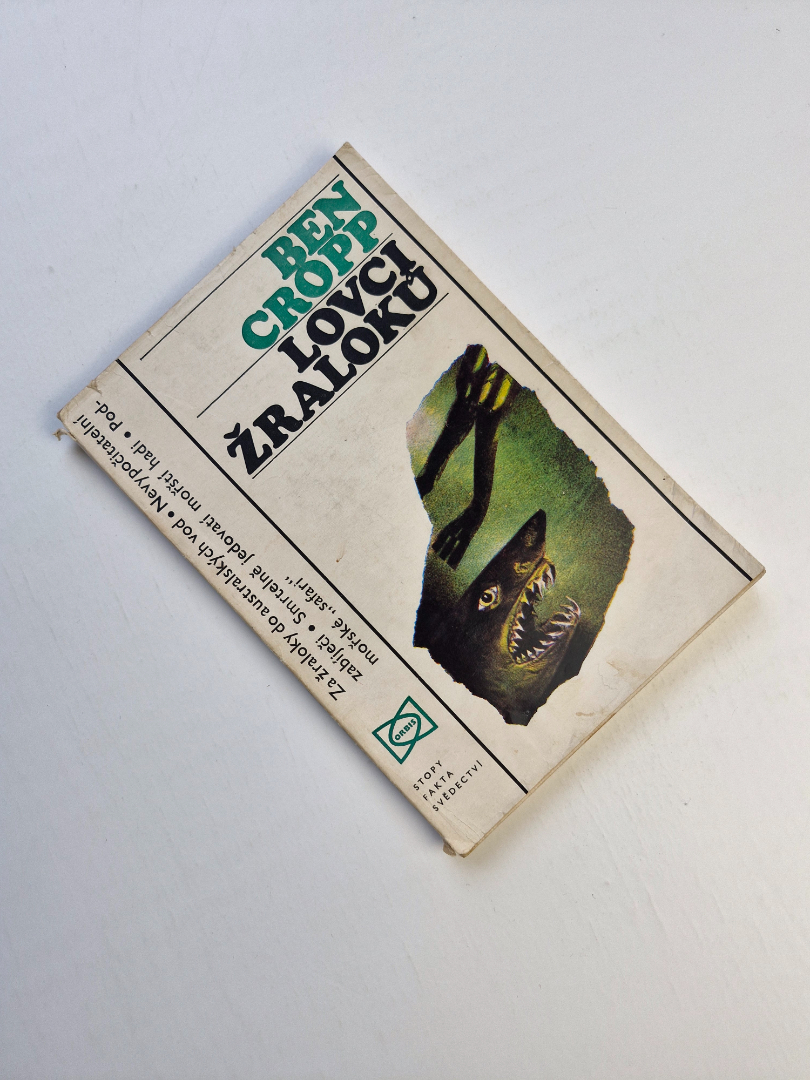 BEN
CROPP
LOVCI
ŽRALOKŮ
Za žraloky do australských vod • Nevypočitatelní
zabíječi • Smrtelně jedovatí mořští hadi • Pod-
mořské „safari“
ORBIS
STOPY
FAKTA
SVĚDECTVÍ